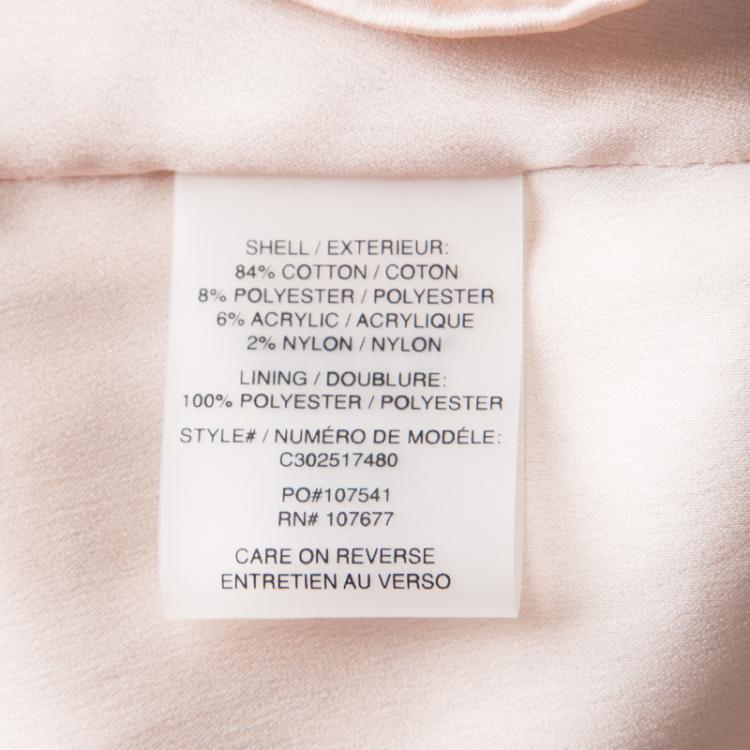 SHELL / EXTERIEUR:
84% COTTON / COTON
8% POLYESTER / POLYESTER
6% ACRYLIC / ACRYLIQUE
2% NYLON / NYLON
LINING / DOUBLURE:
100% POLYESTER / POLYESTER
STYLE# / NUMÉRO DE MODÉLE:
C302517480
PO#107541
RN# 107677
CARE ON REVERSE
ENTRETIEN AU VERSO